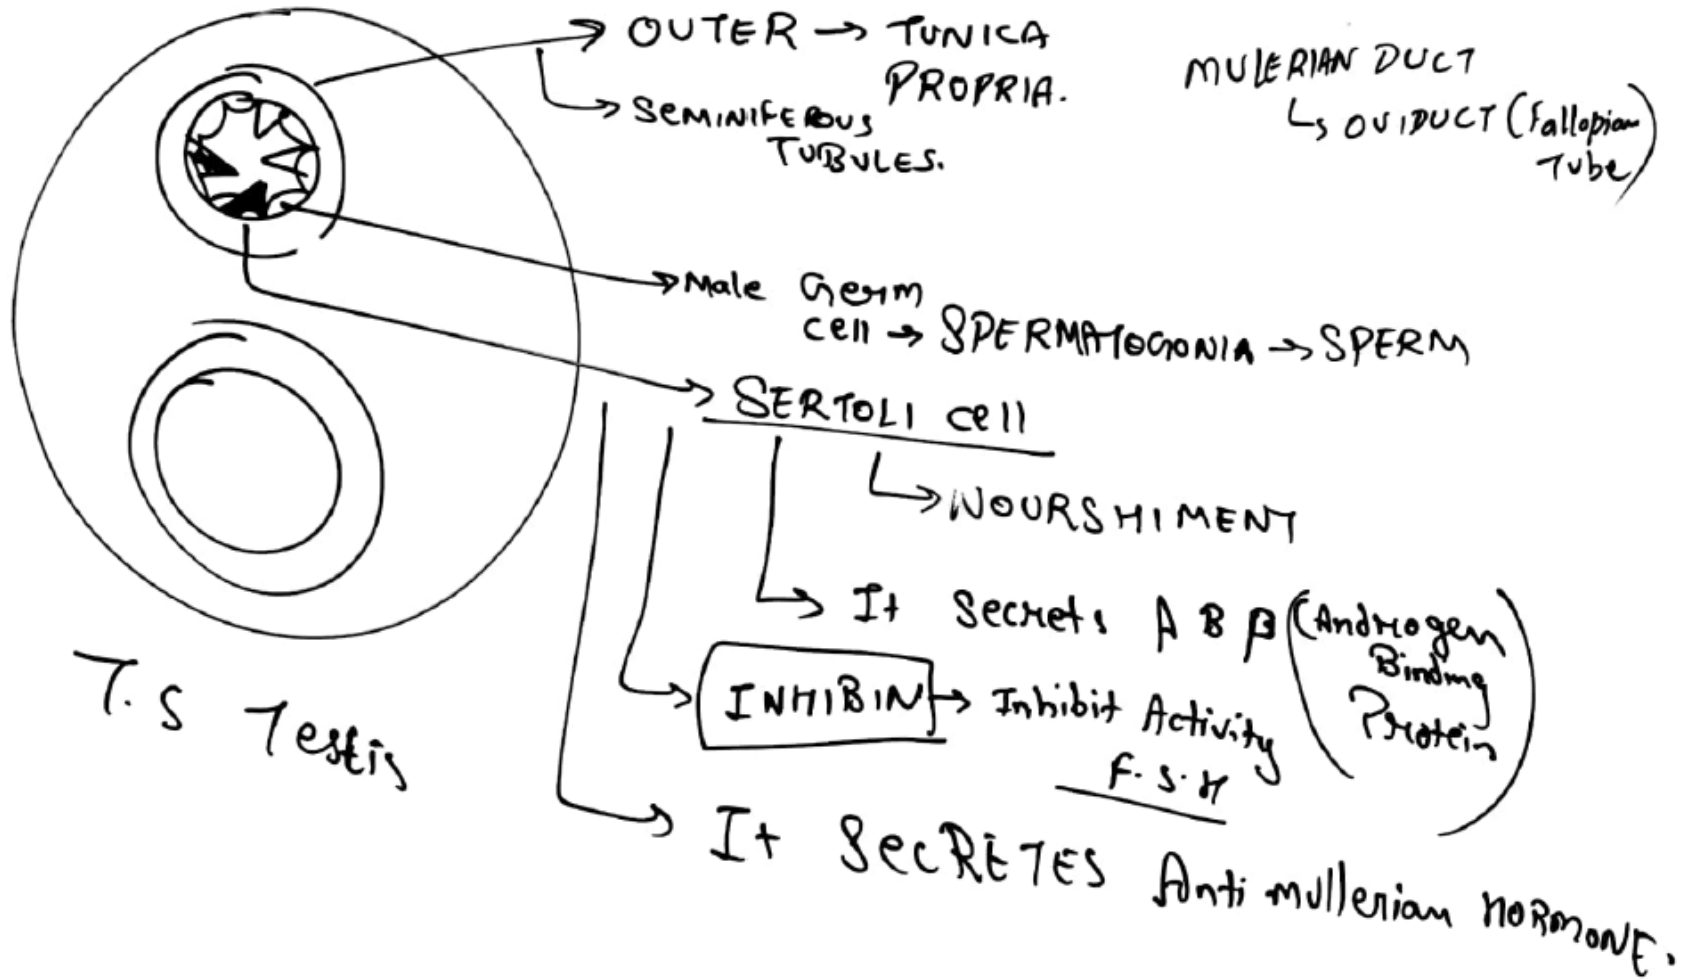 OUTER → TUNICA
PROPRIA.
SEMINIFEROUS
TUBULES.
MULERIAN DUCT
↳ OVIDUCT (Fallopian
Tube)
Male Germ
cell → SPERMATOGONIA → SPERM
SERTOLI cell
NOURSHIMENT
It Secrets ABP (Androgen
Binding
Protein)
INHIBIN → Inhibit Activity
F.S.H
It SECRETES Anti mullerian HORMONE.
T.S Testis